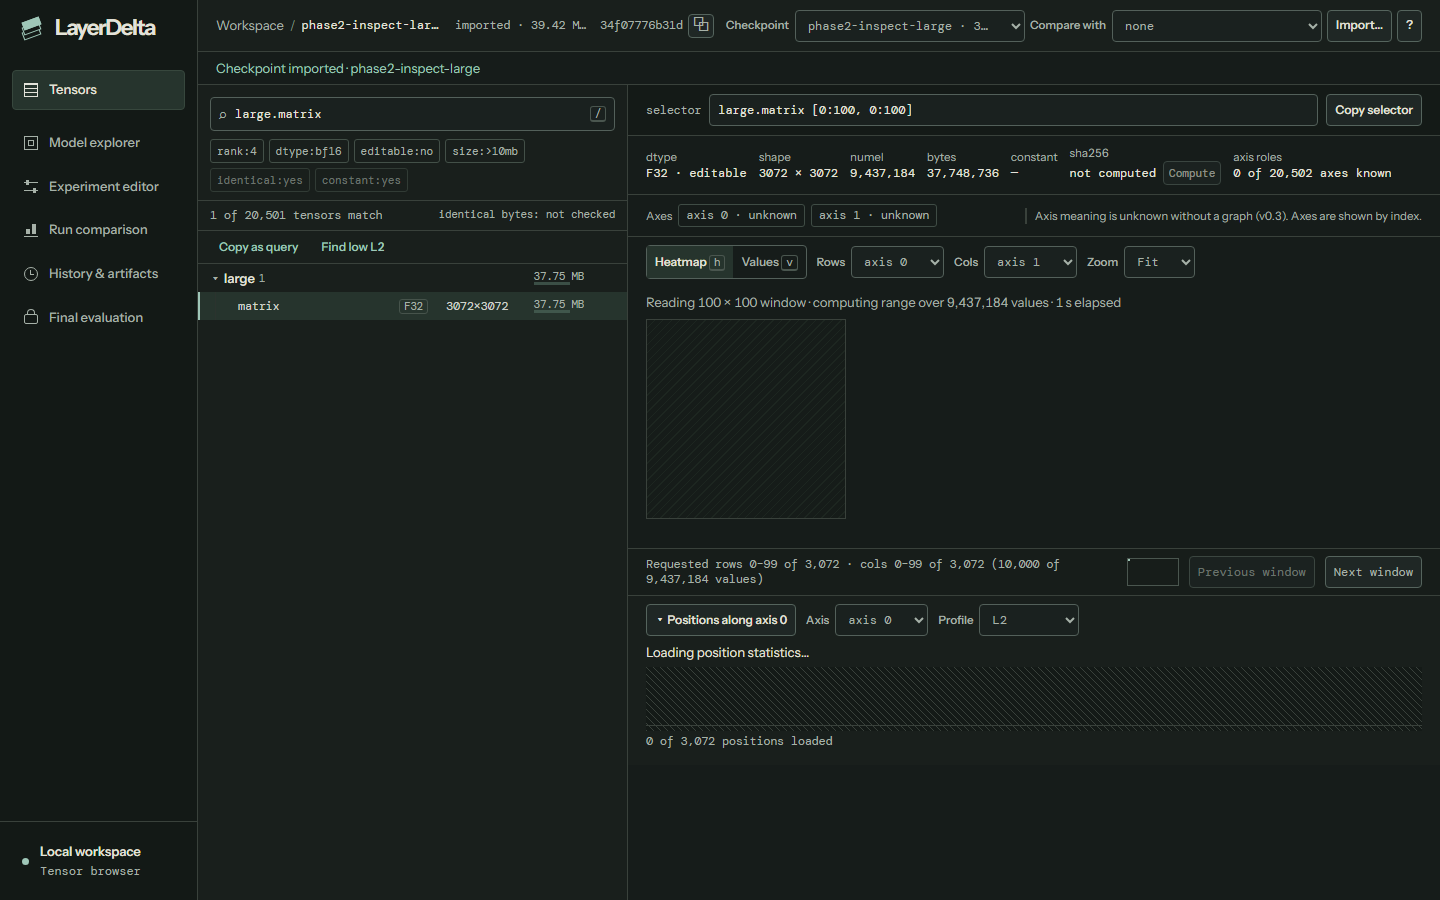 LayerDelta
Workspace / phase2-inspect-lar… imported · 39.42 M… 34f07776b31d Checkpoint phase2-inspect-large · 3… Compare with none Import… ?
Checkpoint imported · phase2-inspect-large
Tensors
Model explorer
Experiment editor
Run comparison
History & artifacts
Final evaluation
Local workspace
Tensor browser
large.matrix /
rank:4 dtype:bf16 editable:no size:>10mb
identical:yes constant:yes
1 of 20,501 tensors match identical bytes: not checked
Copy as query Find low L2
large 1 37.75 MB
matrix F32 3072×3072 37.75 MB
selector large.matrix [0:100, 0:100] Copy selector
dtype shape numel bytes constant sha256 axis roles
F32 · editable 3072 × 3072 9,437,184 37,748,736 — not computed Compute 0 of 20,502 axes known
Axes axis 0 · unknown axis 1 · unknown Axis meaning is unknown without a graph (v0.3). Axes are shown by index.
Heatmap h Values v Rows axis 0 Cols axis 1 Zoom Fit
Reading 100 × 100 window · computing range over 9,437,184 values · 1 s elapsed
Requested rows 0–99 of 3,072 · cols 0–99 of 3,072 (10,000 of
9,437,184 values)
Previous window Next window
Positions along axis 0 Axis axis 0 Profile L2
Loading position statistics…
0 of 3,072 positions loaded